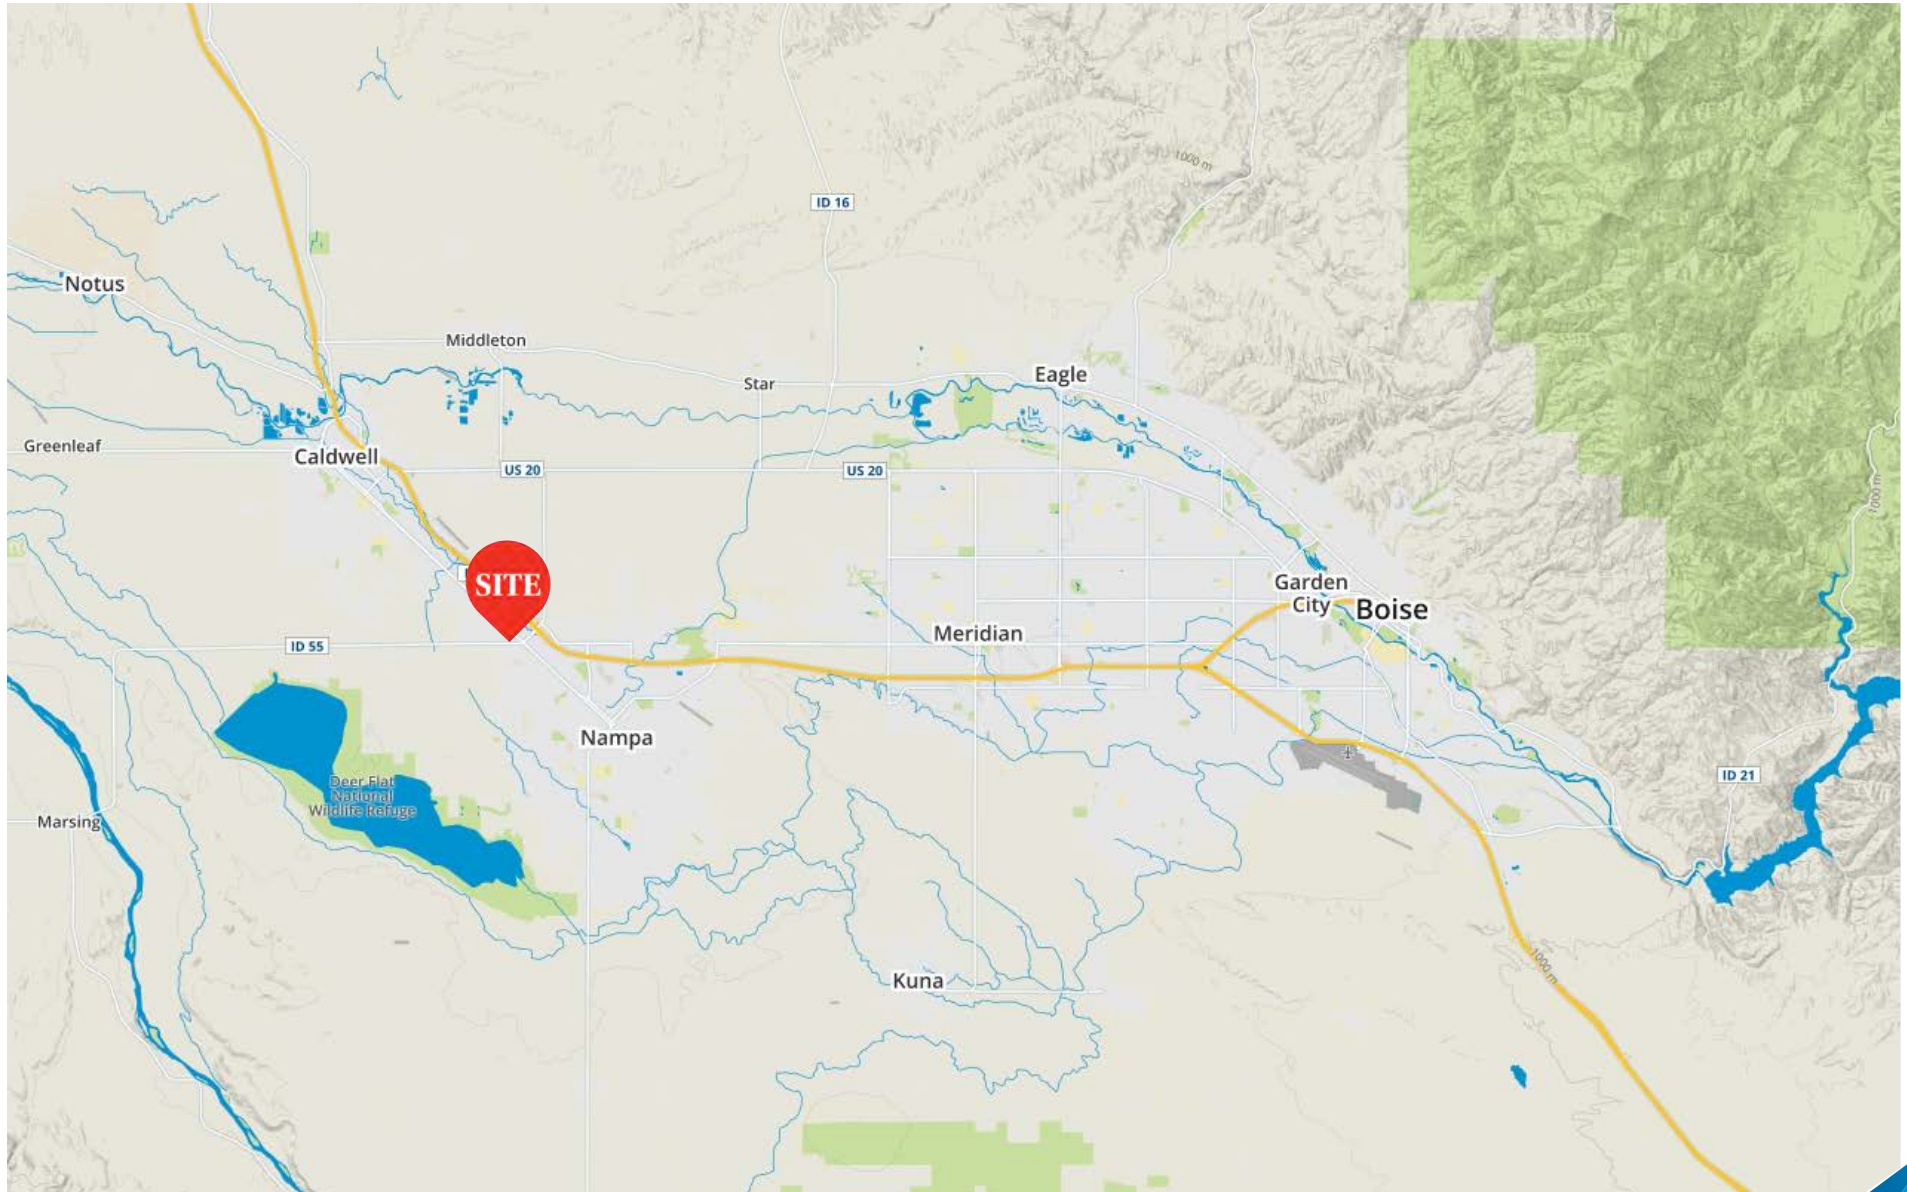 1000 m
ID 16
Notus
Middleton
Eagle
Star
Greenleaf
Caldwell
US 20
US 20
1000 m
SITE
Garden
City
Boise
Meridian
ID 55
Nampa
Deer Flat
National
Wildlife Refuge
ID 21
Marsing
Kuna
1000 m